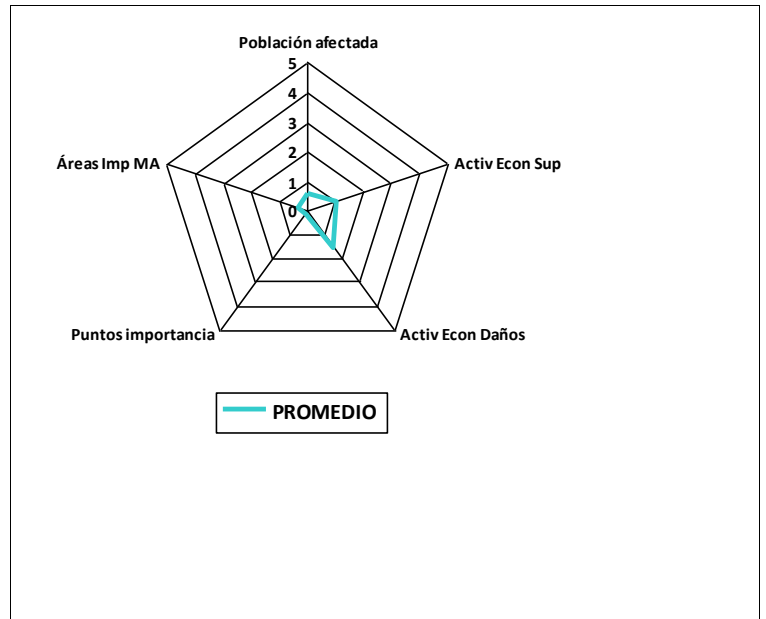 Población afectada
5
4
3
2
1
0
Áreas Imp MA
Activ Econ Sup
Puntos importancia
Activ Econ Daños
PROMEDIO